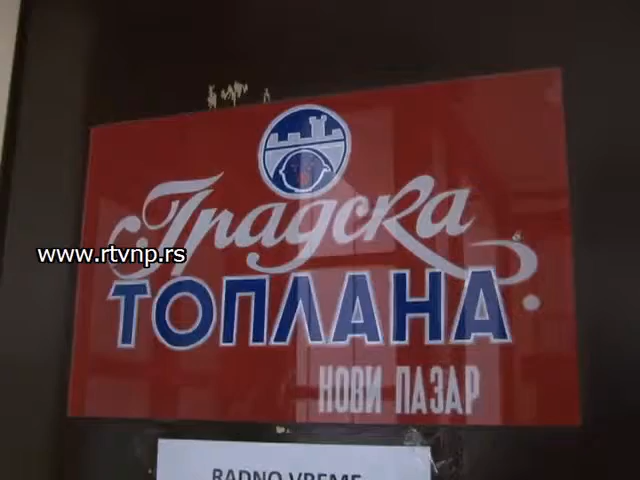 Градска
www.rtvnp.rs
ТОПЛАНА
НОВИ ПАЗАР
RADNO VREME